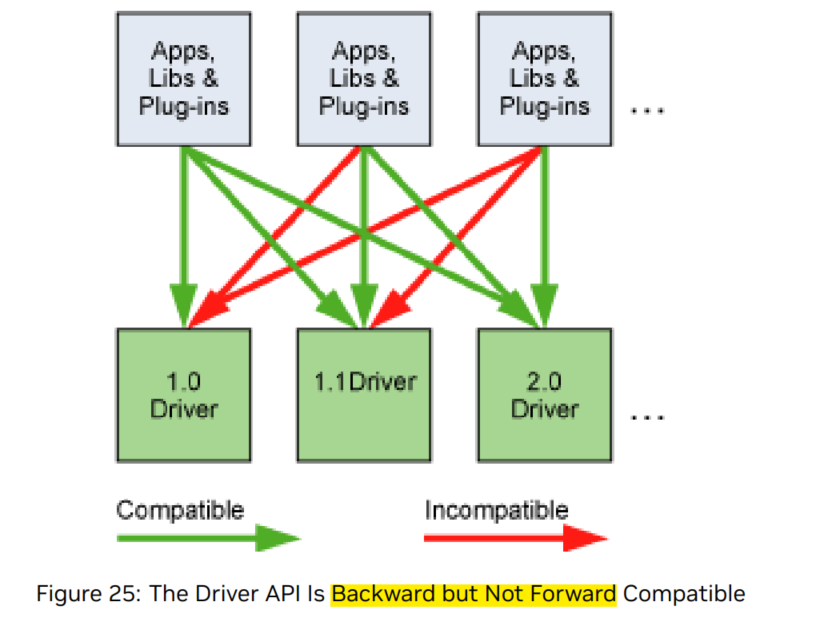 Apps,
Libs &
Plug-ins
Apps,
Libs &
Plug-ins
Apps,
Libs &
Plug-ins
...
1.0
Driver
1.1Driver
2.0
Driver
...
Compatible
Incompatible
Figure 25: The Driver API Is Backward but Not Forward Compatible